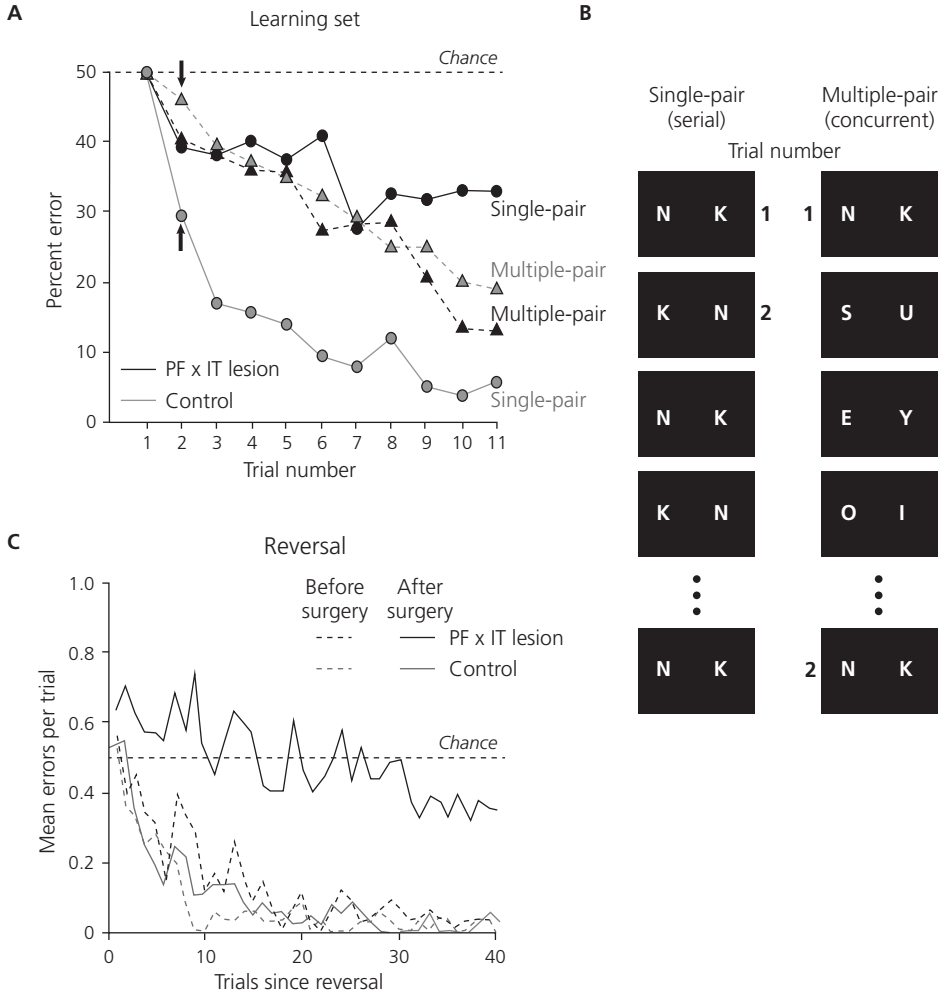 A
Learning set
Chance
50
40
30
20
10
0
Percent error
Single-pair
Multiple-pair
Multiple-pair
Single-pair
PF x IT lesion
Control
1 2 3 4 5 6 7 8 9 10 11
Trial number
B
Single-pair
(serial)
Multiple-pair
(concurrent)
Trial number
N K 1 1 N K
K N 2 S U
N K E Y
K N O I
N K 2 N K
C
Reversal
Before
surgery
After
surgery
PF x IT lesion
Control
Chance
1.0
0.8
0.6
0.4
0.2
0
Mean errors per trial
0 10 20 30 40
Trials since reversal